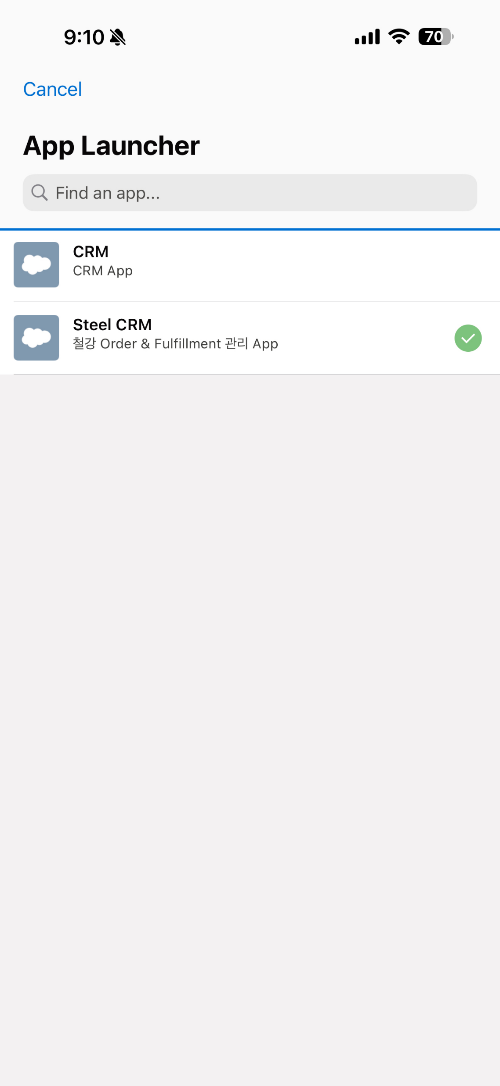 9:10
70
Cancel
App Launcher
Find an app...
CRM
CRM App
Steel CRM
철강 Order & Fulfillment 관리 App